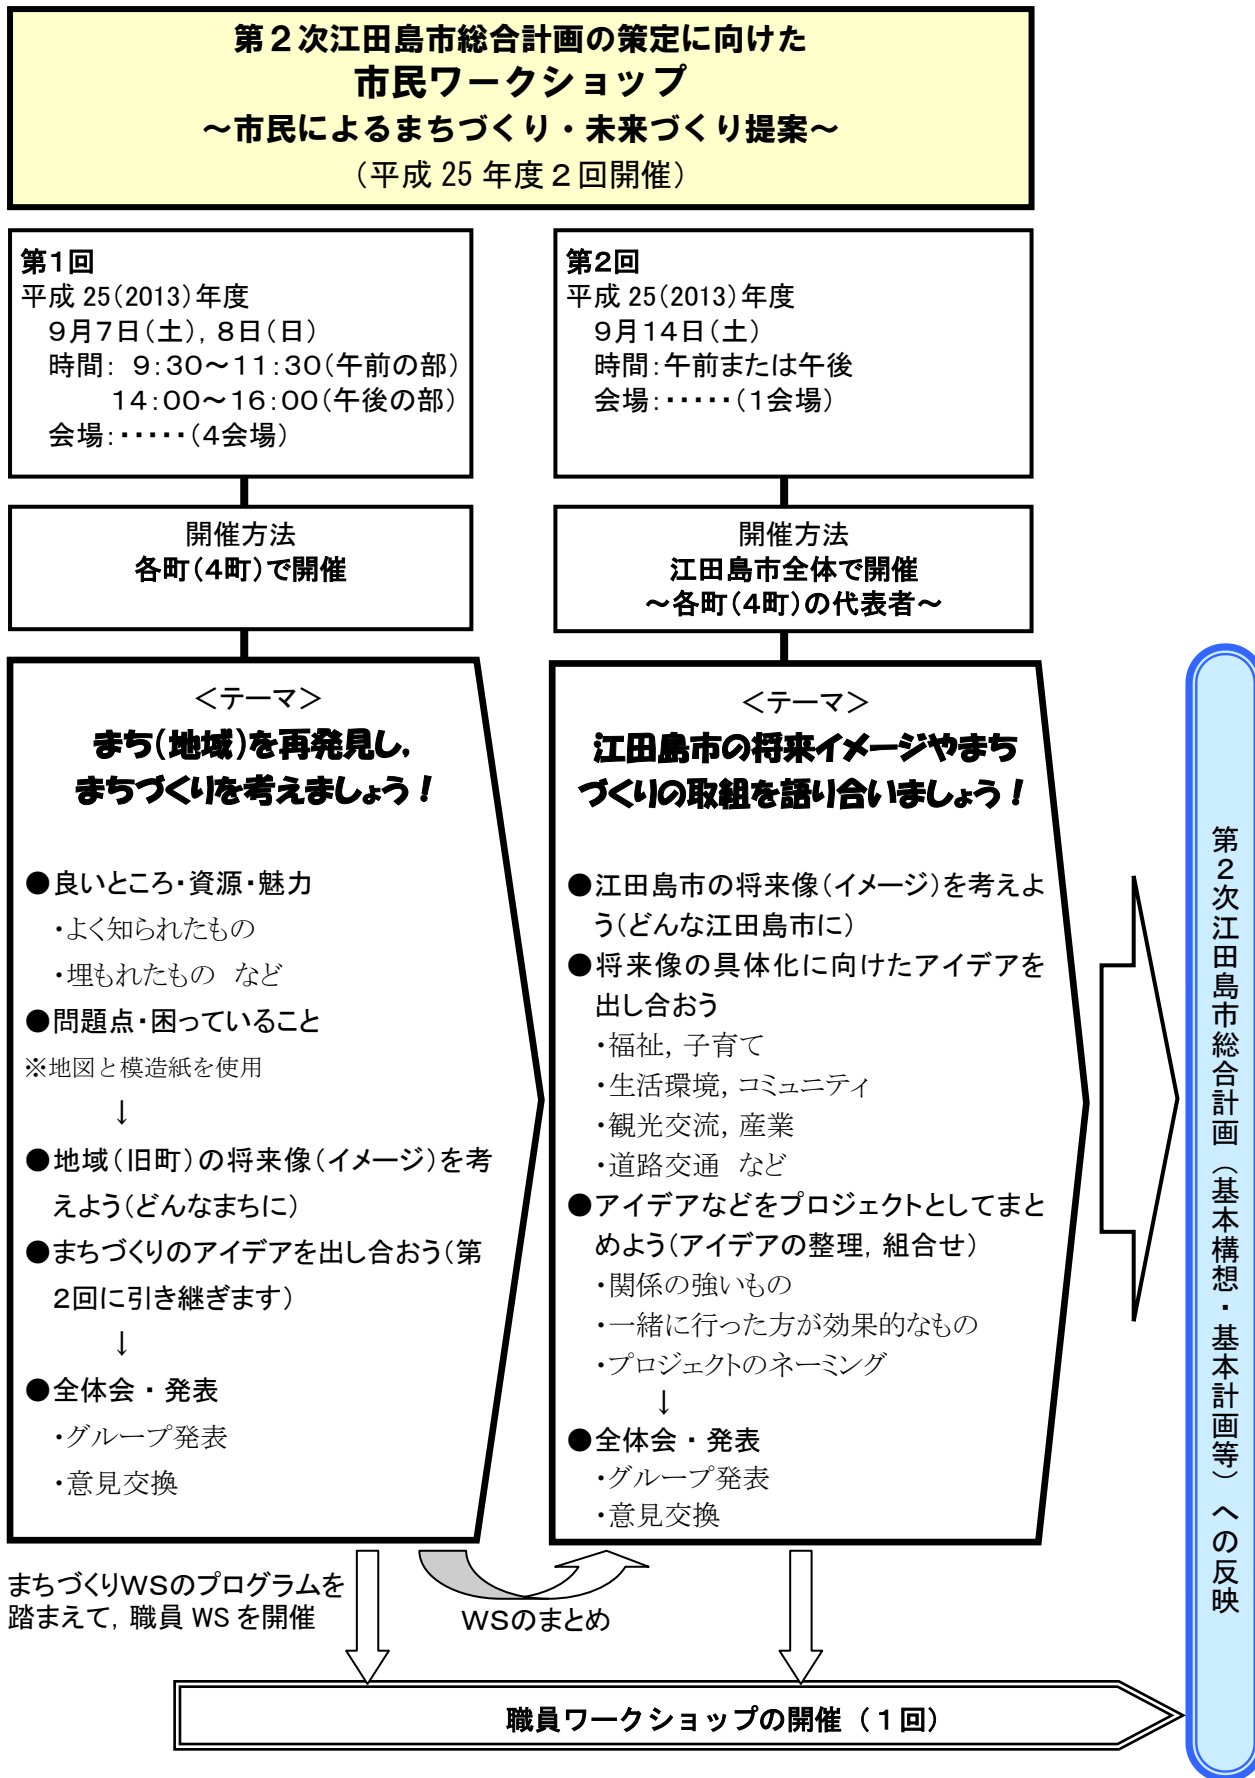 第２次江田島市総合計画の策定に向けた
市民ワークショップ
～市民によるまちづくり・未来づくり提案～
（平成 25 年度２回開催）
第1回
平成 25（2013）年度
９月７日（土），８日（日）
時間： ９：３０～１１：３０（午前の部）
１４：００～１６：００（午後の部）
会場：・・・・・（４会場）
開催方法
各町（４町）で開催
＜テーマ＞
まち（地域）を再発見し，
まちづくりを考えましょう！
●良いところ・資源・魅力
・よく知られたもの
・埋もれたもの など
●問題点・困っていること
※地図と模造紙を使用
↓
●地域（旧町）の将来像（イメージ）を考
えよう（どんなまちに）
●まちづくりのアイデアを出し合おう（第
２回に引き継ぎます）
↓
●全体会・発表
・グループ発表
・意見交換
第2回
平成 25（2013）年度
９月１４日（土）
時間：午前または午後
会場：・・・・・（１会場）
開催方法
江田島市全体で開催
～各町（４町）の代表者～
＜テーマ＞
江田島市の将来イメージやまち
づくりの取組を語り合いましょう！
●江田島市の将来像（イメージ）を考えよ
う（どんな江田島市に）
●将来像の具体化に向けたアイデアを
出し合おう
・福祉，子育て
・生活環境，コミュニティ
・観光交流，産業
・道路交通 など
●アイデアなどをプロジェクトとしてまと
めよう（アイデアの整理，組合せ）
・関係の強いもの
・一緒に行った方が効果的なもの
・プロジェクトのネーミング
↓
●全体会・発表
・グループ発表
・意見交換
まちづくりＷＳのプログラムを
踏まえて，職員 WS を開催
ＷＳのまとめ
職員ワークショップの開催（１回）
第２次江田島市総合計画（基本構想・基本計画等）への反映